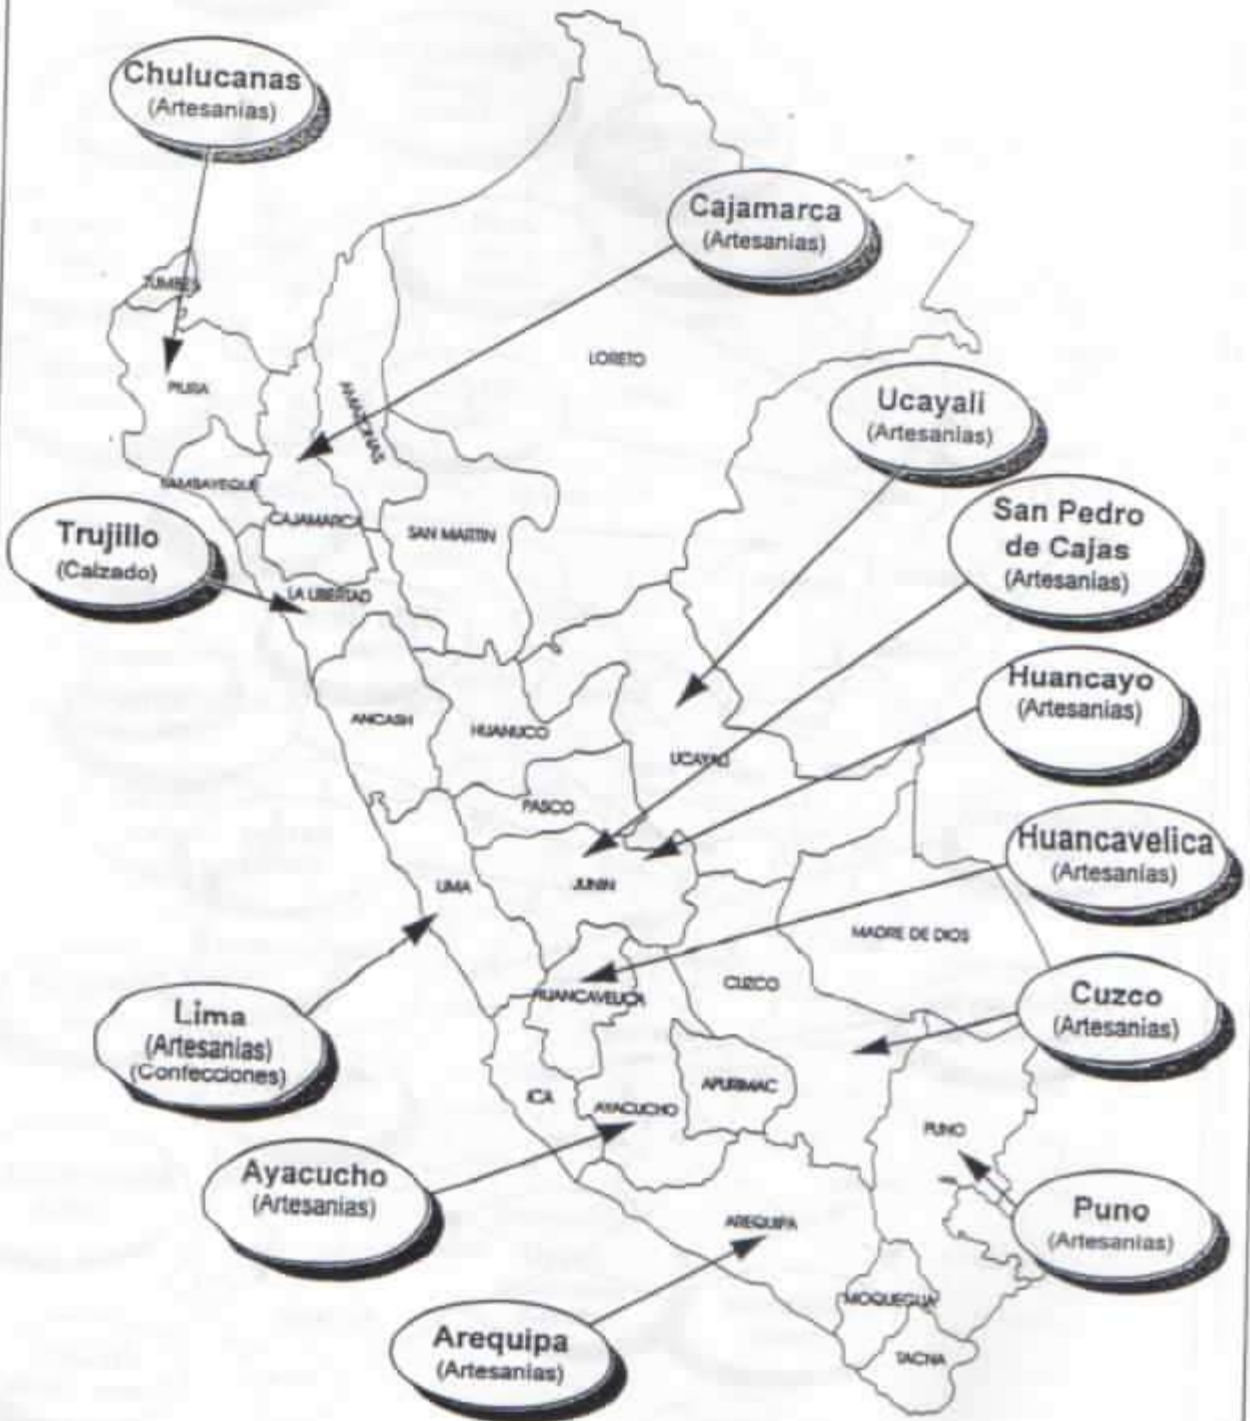 Chulucanas
(Artesanías)
Cajamarca
(Artesanías)
TUMBES
LORETO
PIURA
AMAZONAS
Ucayali
(Artesanías)
LAMBAYEQUE
CAJAMARCA
SAN MARTIN
San Pedro
de Cajas
(Artesanías)
Trujillo
(Calzado)
LA LIBERTAD
Huancayo
(Artesanías)
ANCASH
HUANUCO
UCAYALI
PASCO
Huancavelica
(Artesanías)
LIMA
JUNIN
MADRE DE DIOS
CUZCO
HUANCAVELICA
Cuzco
(Artesanías)
Lima
(Artesanías)
(Confecciones)
ICA
AYACUCHO
APURIMAC
PUNO
Ayacucho
(Artesanías)
AREQUIPA
Puno
(Artesanías)
MOQUEGUA
Arequipa
(Artesanías)
TACNA